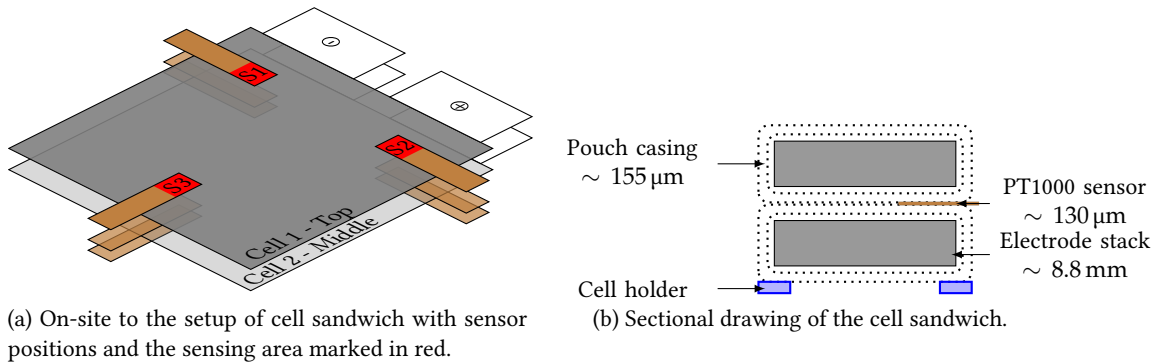 S1
S2
S3
⊖
⊕
Cell 1 - Top
Cell 2 - Middle
(a) On-site to the setup of cell sandwich with sensor
positions and the sensing area marked in red.
Pouch casing
∼ 155 µm
Cell holder
PT1000 sensor
∼ 130 µm
Electrode stack
∼ 8.8 mm
(b) Sectional drawing of the cell sandwich.